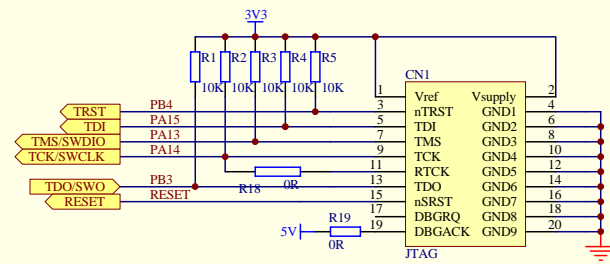 3V3
R1 R2 R3 R4 R5
10K 10K 10K 10K 10K
CN1
1 Vref Vsupply 2
TRST PB4 3 nTRST GND1 4
TDI PA15 5 TDI GND2 6
TMS/SWDIO PA13 7 TMS GND3 8
TCK/SWCLK PA14 9 TCK GND4 10
R18 0R 11 RTCK GND5 12
TDO/SWO PB3 13 TDO GND6 14
RESET RESET 15 nSRST GND7 16
17 DBGRQ GND8 18
5V R19 0R 19 DBGACK GND9 20
JTAG